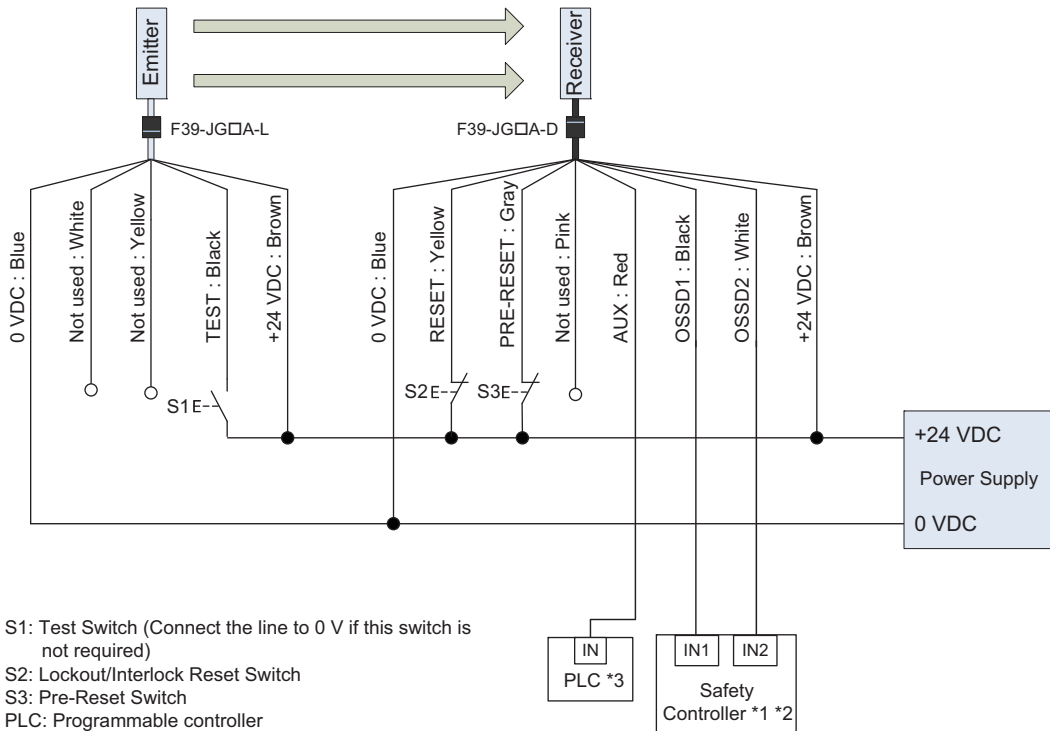 Emitter
Receiver
F39-JG□A-L
F39-JG□A-D
0 VDC : Blue
Not used : White
Not used : Yellow
TEST : Black
+24 VDC : Brown
0 VDC : Blue
RESET : Yellow
PRE-RESET : Gray
Not used : Pink
AUX : Red
OSSD1 : Black
OSSD2 : White
+24 VDC : Brown
S1E
S2E
S3E
+24 VDC
Power Supply
0 VDC
S1: Test Switch (Connect the line to 0 V if this switch is
not required)
S2: Lockout/Interlock Reset Switch
S3: Pre-Reset Switch
PLC: Programmable controller
IN
PLC *3
IN1
IN2
Safety
Controller *1 *2